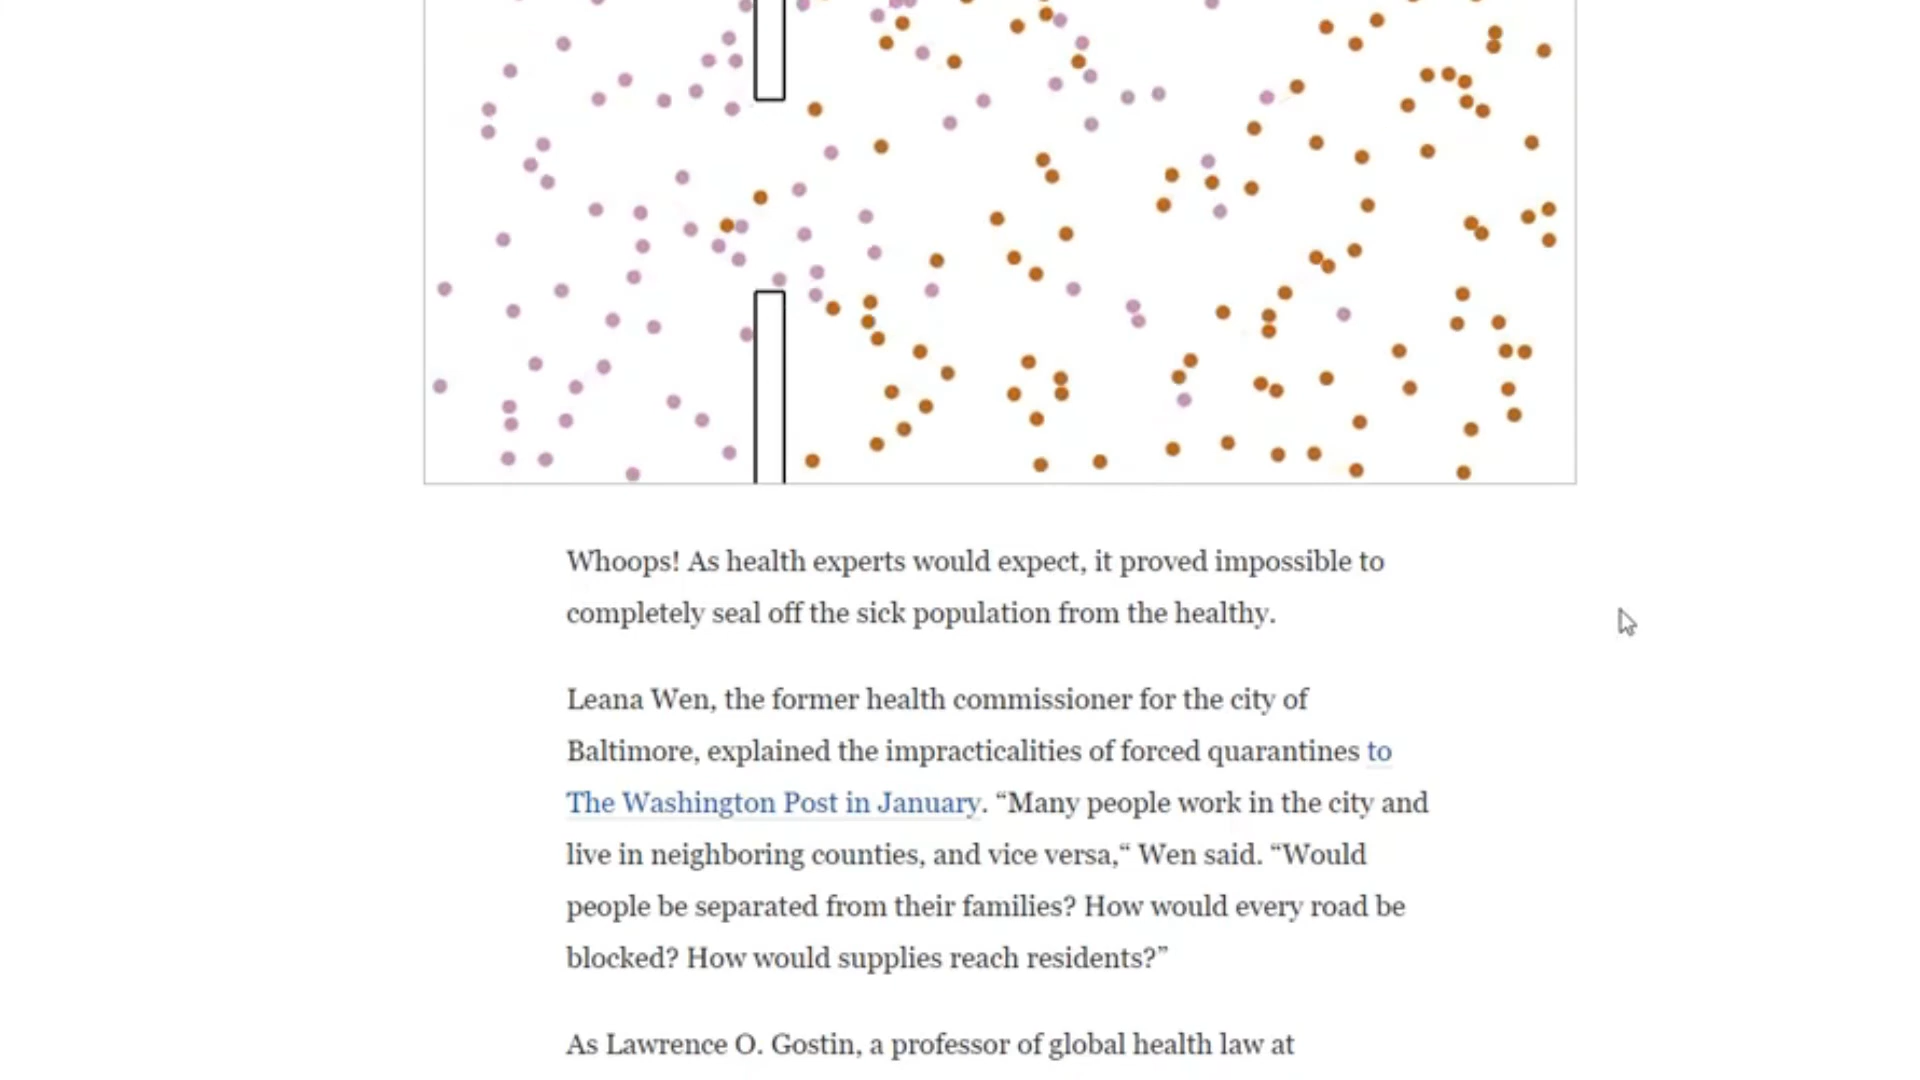 Whoops! As health experts would expect, it proved impossible to
completely seal off the sick population from the healthy.
Leana Wen, the former health commissioner for the city of
Baltimore, explained the impracticalities of forced quarantines to
The Washington Post in January. “Many people work in the city and
live in neighboring counties, and vice versa,“ Wen said. “Would
people be separated from their families? How would every road be
blocked? How would supplies reach residents?”
As Lawrence O. Gostin, a professor of global health law at